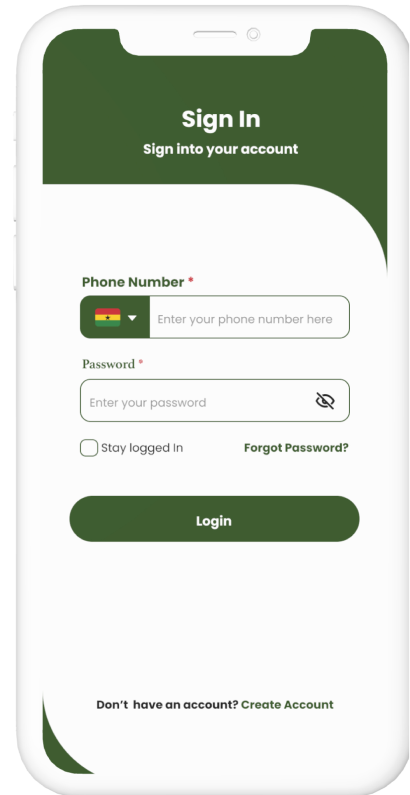 Sign In
Sign into your account
Phone Number *
Enter your phone number here
Password *
Enter your password
Stay logged In Forgot Password?
Login
Don't have an account? Create Account